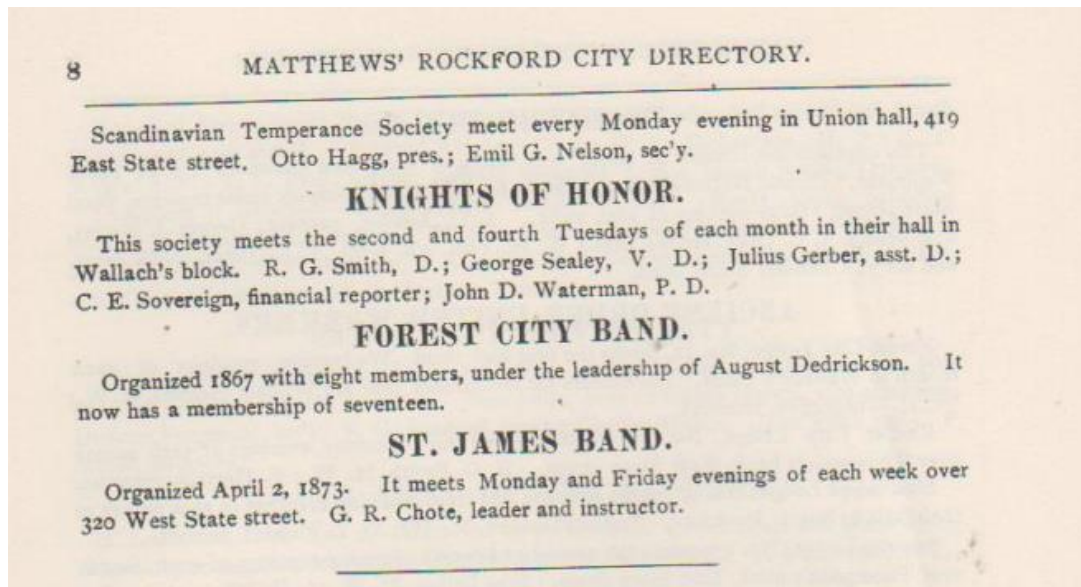 8
MATTHEWS' ROCKFORD CITY DIRECTORY.
Scandinavian Temperance Society meet every Monday evening in Union hall, 419
East State street. Otto Hagg, pres.; Emil G. Nelson, sec'y.
KNIGHTS OF HONOR.
This society meets the second and fourth Tuesdays of each month in their hall in
Wallach's block. R. G. Smith, D.; George Sealey, V. D.; Julius Gerber, asst. D.;
C. E. Sovereign, financial reporter; John D. Waterman, P. D.
FOREST CITY BAND.
Organized 1867 with eight members, under the leadership of August Dedrickson. It
now has a membership of seventeen.
ST. JAMES BAND.
Organized April 2, 1873. It meets Monday and Friday evenings of each week over
320 West State street. G. R. Chote, leader and instructor.